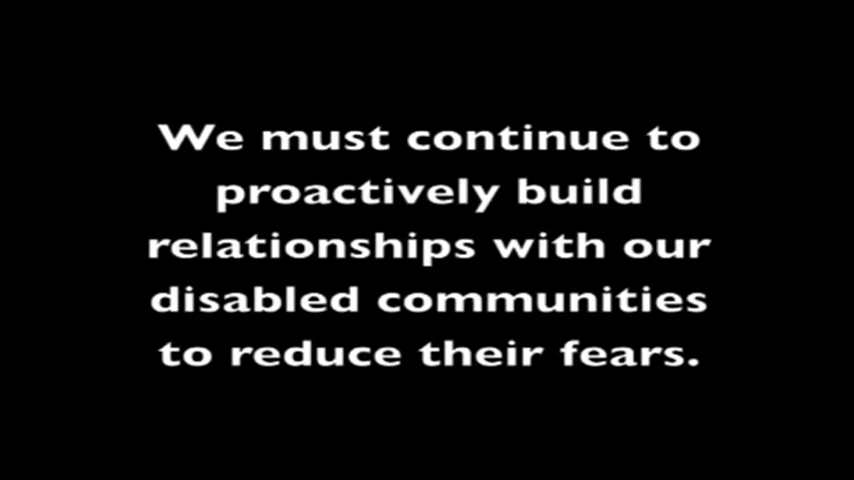 We must continue to
proactively build
relationships with our
disabled communities
to reduce their fears.